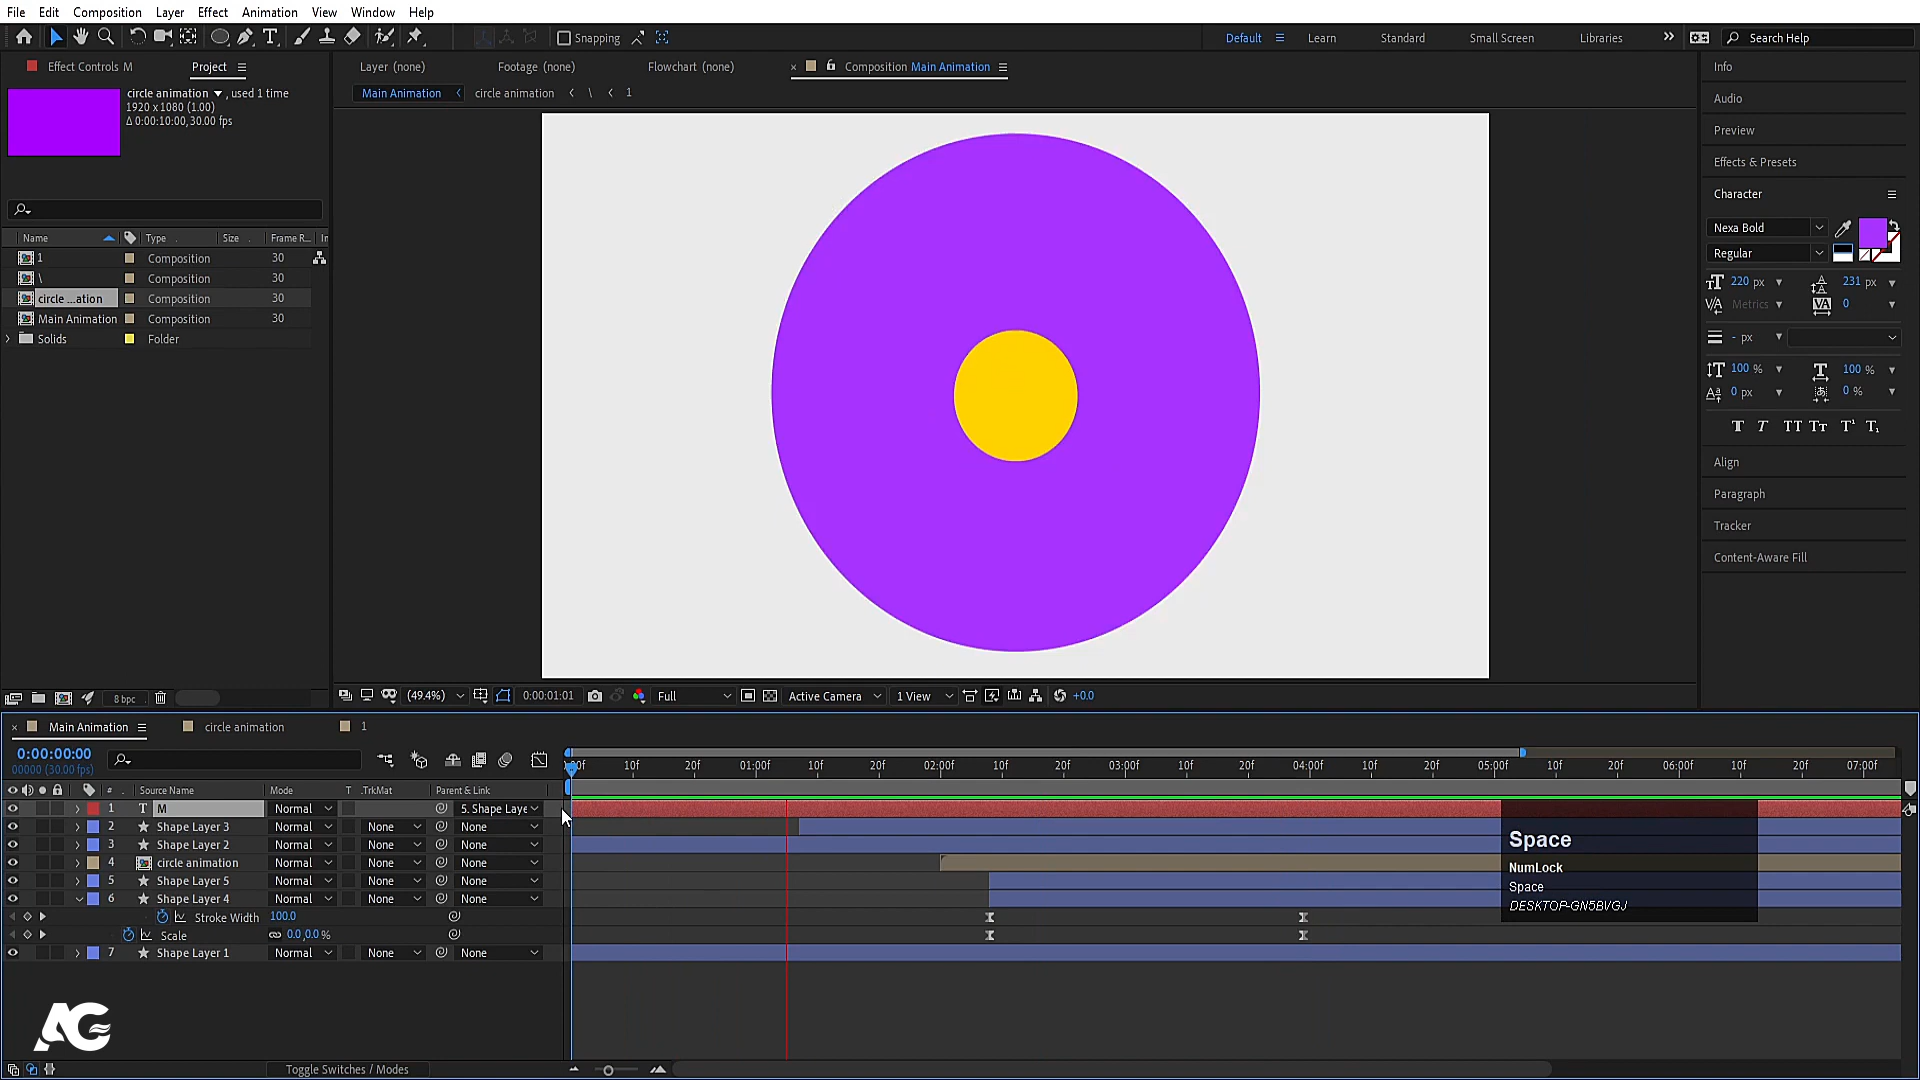 File Edit Composition Layer Effect Animation View Window Help
Snapping Default Learn Standard Small Screen Libraries Search Help
Effect Controls M Project Layer (none) Footage (none) Flowchart (none) Composition Main Animation Info
circle animation , used 1 time
1920 x 1080 (1.00)
Δ 0:00:10:00, 30.00 fps
Main Animation circle animation \ 1
Audio
Preview
Effects & Presets
Character
Nexa Bold
Regular
220 px 231 px
Metrics 0
- px
100 % 100 %
0 px 0 %
T T TT Tт T¹ T₁
Align
Paragraph
Tracker
Content-Aware Fill
Name Type Size Frame R...
1 Composition 30
\ Composition 30
circle ...ation Composition 30
Main Animation Composition 30
Solids Folder
8 bpc (49.4%) 0:00:01:01 Full Active Camera 1 View +0.0
Main Animation circle animation 1
0:00:00:00
00000 (30.00 fps)
10f 20f 01:00f 10f 20f 02:00f 10f 20f 03:00f 10f 20f 04:00f 10f 20f 05:00f 10f 20f 06:00f 10f 20f 07:00f
# Source Name Mode T .TrkMat Parent & Link
1 T M Normal 5. Shape Laye
2 Shape Layer 3 Normal None None
3 Shape Layer 2 Normal None None
4 circle animation Normal None None
5 Shape Layer 5 Normal None None
6 Shape Layer 4 Normal None None
Stroke Width 100.0
Scale 0.0,0.0 %
7 Shape Layer 1 Normal None None
Space
NumLock
Space
DESKTOP-GN5BVGJ
AG
Toggle Switches / Modes